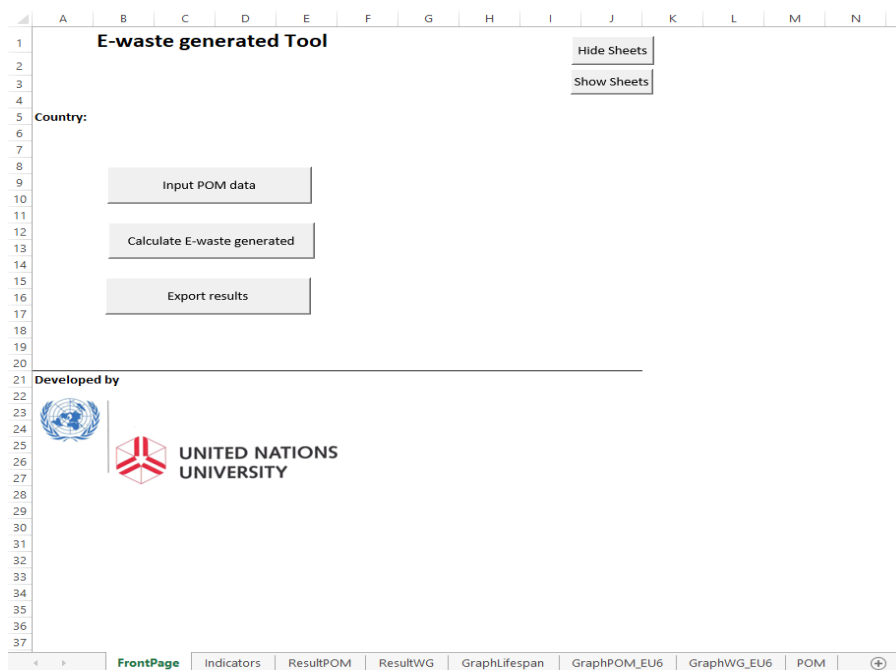 A B C D E F G H I J K L M N
1 E-waste generated Tool
Hide Sheets
2
3 Show Sheets
4
5 Country:
6
7
8
9 Input POM data
10
11
12
13 Calculate E-waste generated
14
15
16 Export results
17
18
19
20
21 Developed by
22
23
24
25 UNITED NATIONS
26
27 UNIVERSITY
28
29
30
31
32
33
34
35
36
37
FrontPage Indicators ResultPOM ResultWG GraphLifespan GraphPOM_EU6 GraphWG_EU6 POM